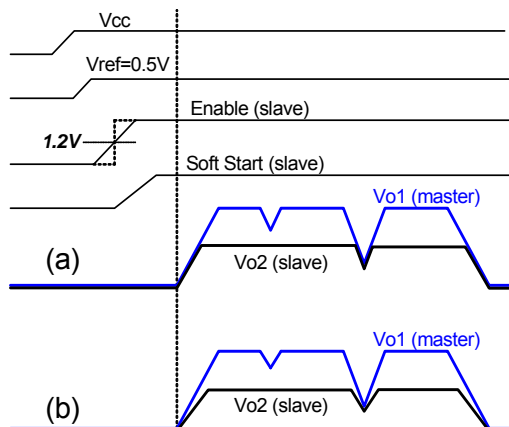 Vcc
Vref=0.5V
Enable (slave)
1.2V
Soft Start (slave)
Vo1 (master)
(a)
Vo2 (slave)
Vo1 (master)
Vo2 (slave)
(b)